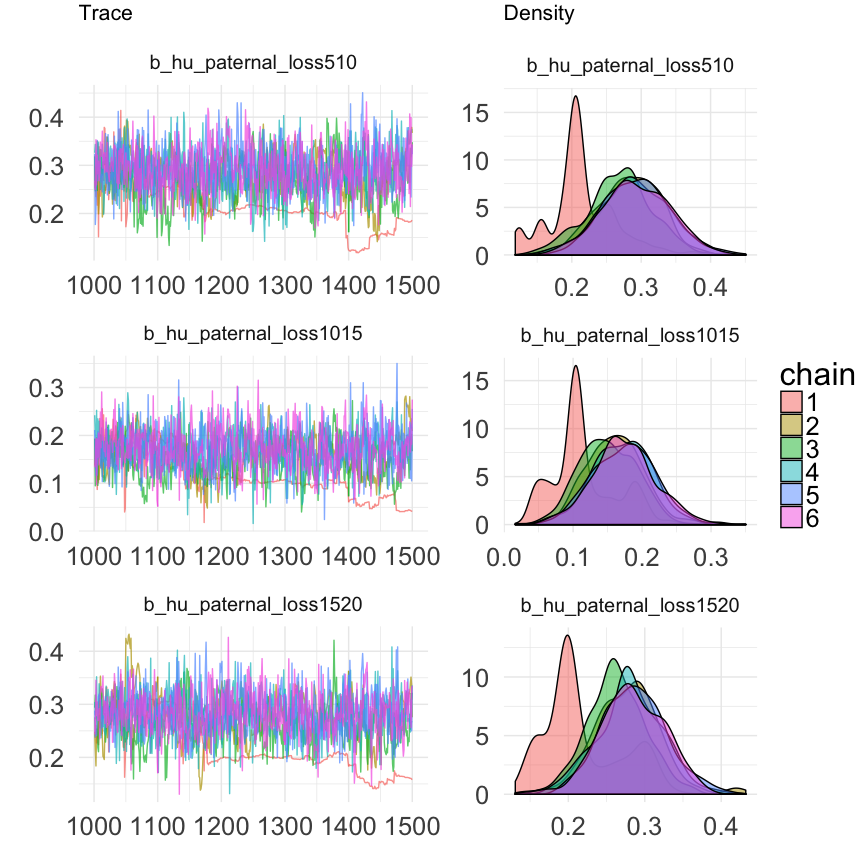 Trace
Density
b_hu_paternal_loss510
0.4
0.3
0.2
1000 1100 1200 1300 1400 1500
b_hu_paternal_loss510
15
10
5
0
0.2 0.3 0.4
b_hu_paternal_loss1015
0.3
0.2
0.1
0.0
1000 1100 1200 1300 1400 1500
b_hu_paternal_loss1015
15
10
5
0
0.0 0.1 0.2 0.3
b_hu_paternal_loss1520
0.4
0.3
0.2
1000 1100 1200 1300 1400 1500
b_hu_paternal_loss1520
10
5
0
0.2 0.3 0.4
chain
1
2
3
4
5
6